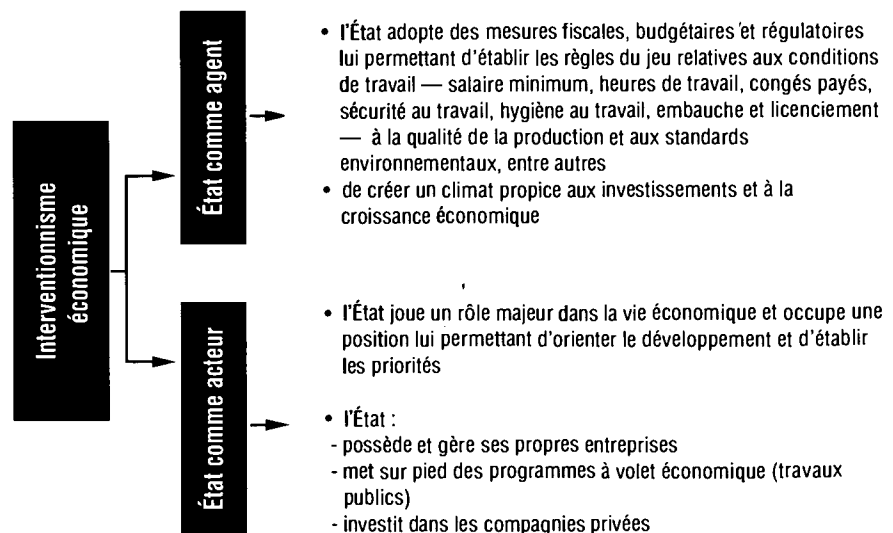 Interventionnisme
économique
État comme agent
• l'État adopte des mesures fiscales, budgétaires et régulatoires
lui permettant d'établir les règles du jeu relatives aux conditions
de travail — salaire minimum, heures de travail, congés payés,
sécurité au travail, hygiène au travail, embauche et licenciement
— à la qualité de la production et aux standards
environnementaux, entre autres
• de créer un climat propice aux investissements et à la
croissance économique
État comme acteur
• l'État joue un rôle majeur dans la vie économique et occupe une
position lui permettant d'orienter le développement et d'établir
les priorités
• l'État :
- possède et gère ses propres entreprises
- met sur pied des programmes à volet économique (travaux
publics)
- investit dans les compagnies privées